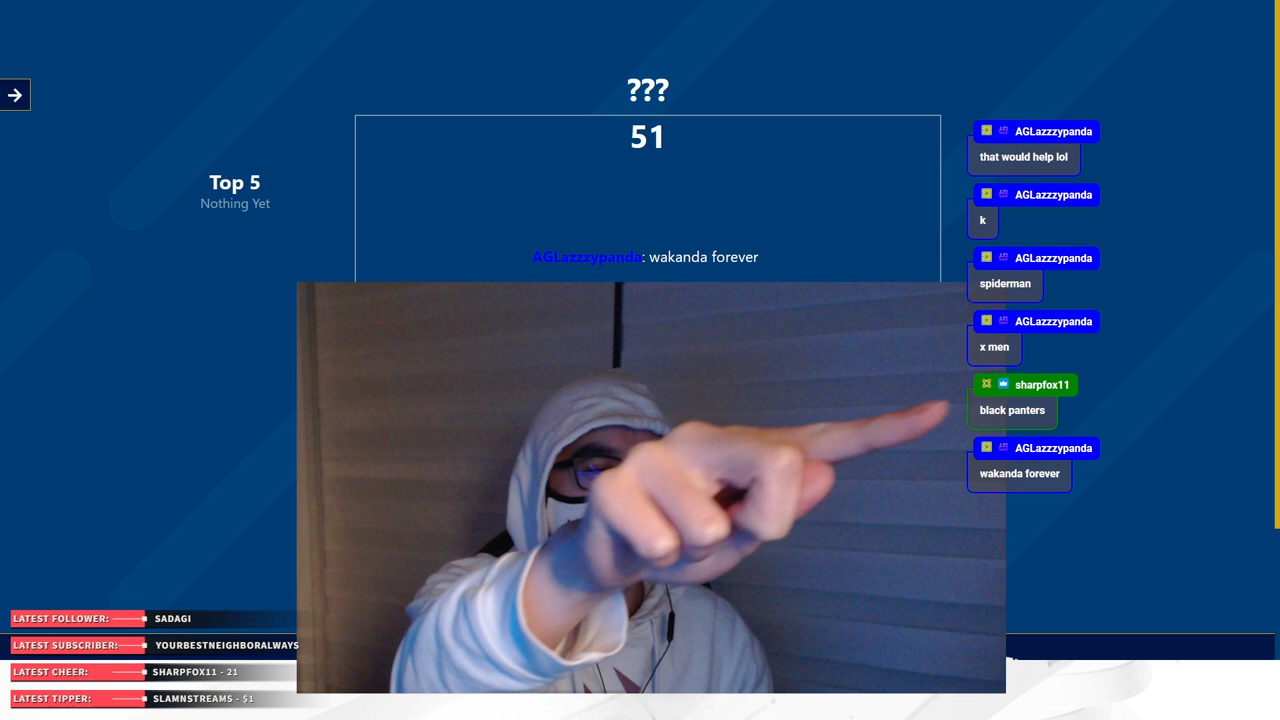 ???
51
Top 5
Nothing Yet
AGLazzzypanda: wakanda forever
AGLazzzypanda
that would help lol
AGLazzzypanda
k
AGLazzzypanda
spiderman
AGLazzzypanda
x men
sharpfox11
black panters
AGLazzzypanda
wakanda forever
LATEST FOLLOWER: SADAGI
LATEST SUBSCRIBER: YOURBESTNEIGHBORALWAYS
LATEST CHEER: SHARPFOX11 - 21
LATEST TIPPER: SLAMNSTREAMS - $1